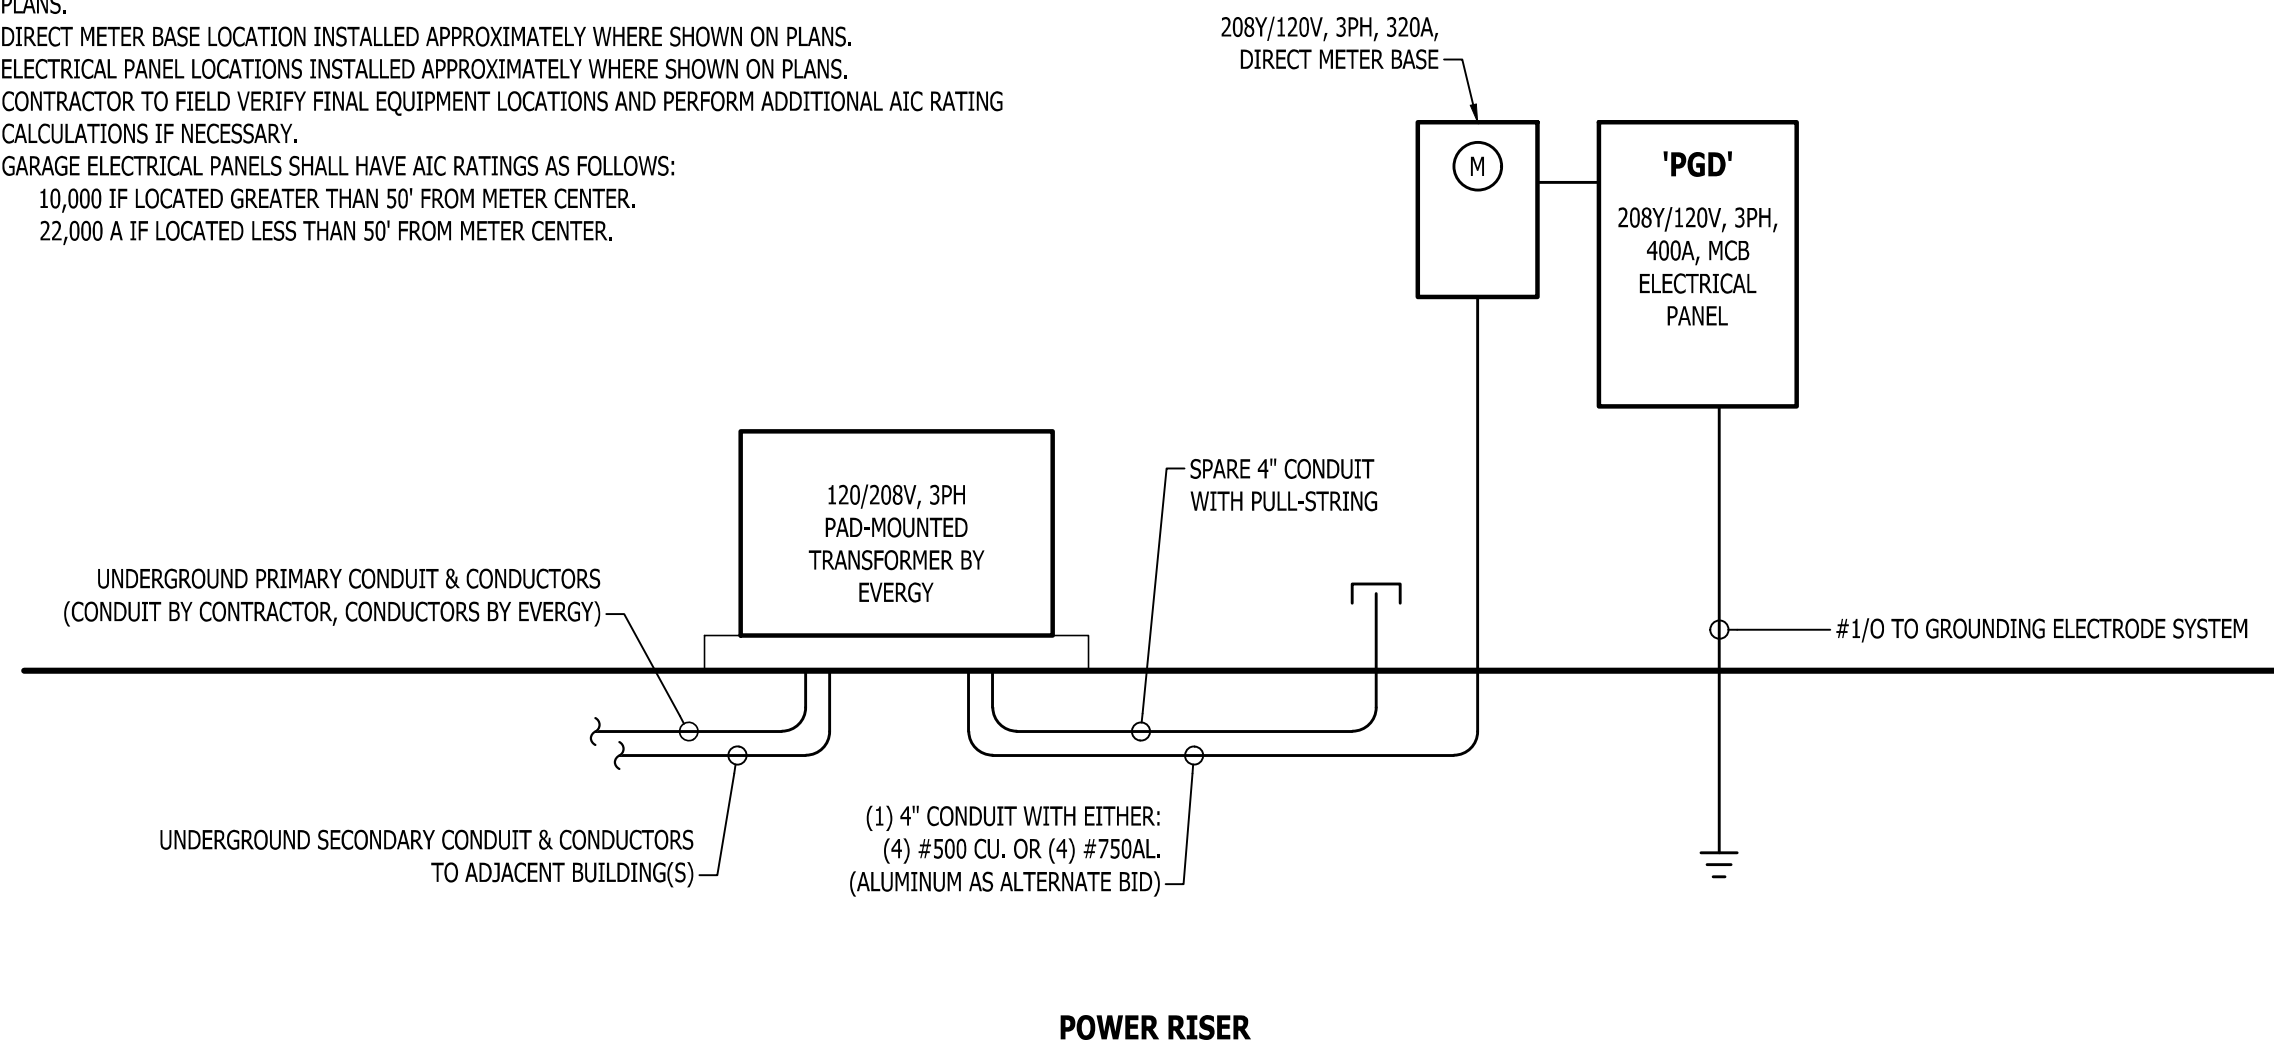 PLANS.
DIRECT METER BASE LOCATION INSTALLED APPROXIMATELY WHERE SHOWN ON PLANS.
ELECTRICAL PANEL LOCATIONS INSTALLED APPROXIMATELY WHERE SHOWN ON PLANS.
CONTRACTOR TO FIELD VERIFY FINAL EQUIPMENT LOCATIONS AND PERFORM ADDITIONAL AIC RATING
CALCULATIONS IF NECESSARY.
GARAGE ELECTRICAL PANELS SHALL HAVE AIC RATINGS AS FOLLOWS:
10,000 IF LOCATED GREATER THAN 50' FROM METER CENTER.
22,000 A IF LOCATED LESS THAN 50' FROM METER CENTER.
208Y/120V, 3PH, 320A,
DIRECT METER BASE
M
'PGD'
208Y/120V, 3PH,
400A, MCB
ELECTRICAL
PANEL
120/208V, 3PH
PAD-MOUNTED
TRANSFORMER BY
EVERGY
SPARE 4" CONDUIT
WITH PULL-STRING
UNDERGROUND PRIMARY CONDUIT & CONDUCTORS
(CONDUIT BY CONTRACTOR, CONDUCTORS BY EVERGY)
#1/O TO GROUNDING ELECTRODE SYSTEM
UNDERGROUND SECONDARY CONDUIT & CONDUCTORS
TO ADJACENT BUILDING(S)
(1) 4" CONDUIT WITH EITHER:
(4) #500 CU. OR (4) #750AL.
(ALUMINUM AS ALTERNATE BID)
POWER RISER